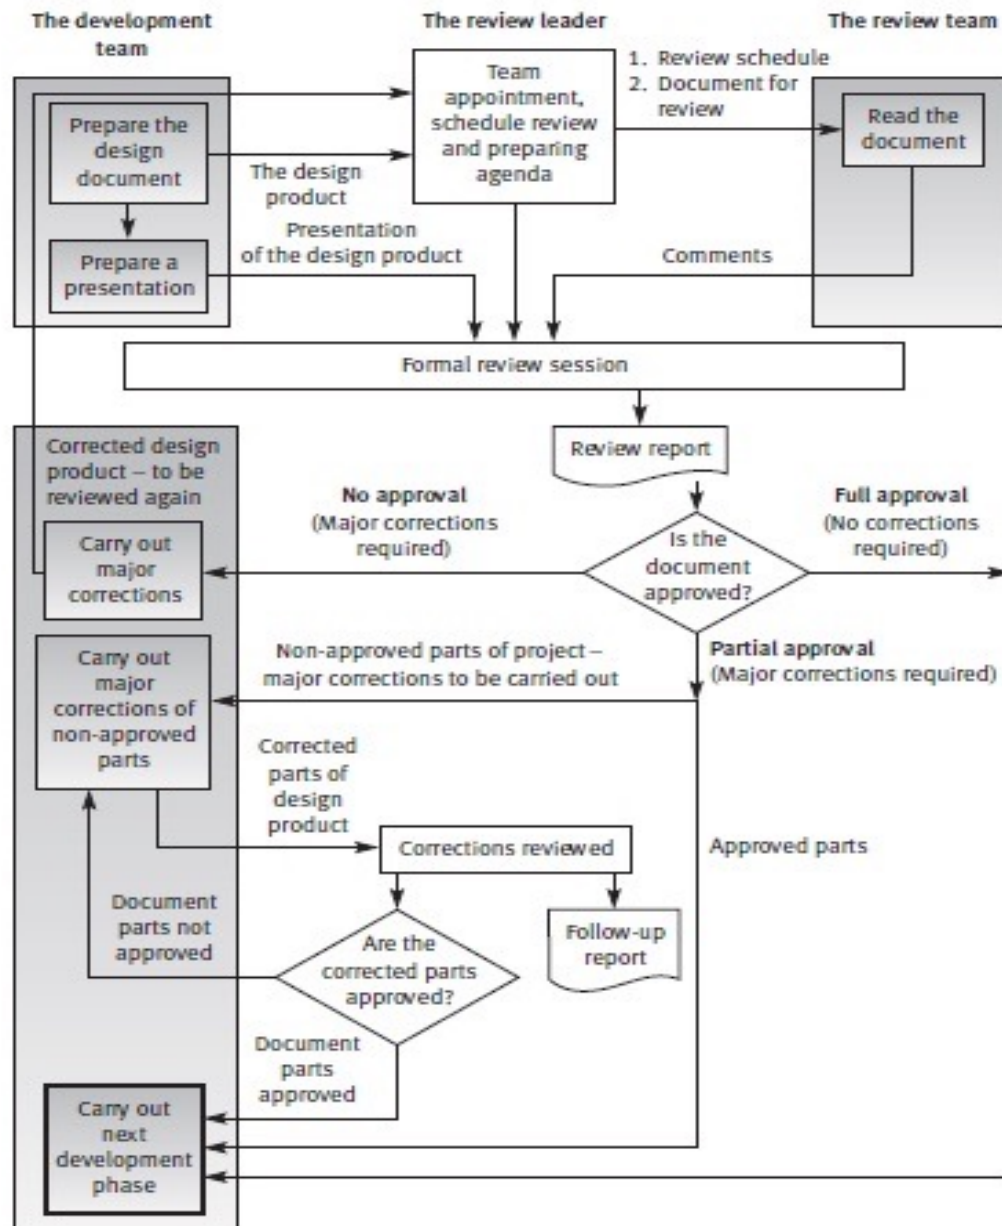 The development
team
The review leader
The review team
Prepare the
design
document
Team
appointment,
schedule review
and preparing
agenda
1. Review schedule
2. Document for
review
Read the
document
The design
product
Presentation
of the design product
Prepare a
presentation
Comments
Formal review session
Review report
Corrected design
product – to be
reviewed again
No approval
(Major corrections
required)
Full approval
(No corrections
required)
Is the
document
approved?
Carry out
major
corrections
Non-approved parts of project –
major corrections to be carried out
Partial approval
(Major corrections required)
Carry out
major
corrections of
non-approved
parts
Corrected
parts of
design
product
Corrections reviewed
Approved parts
Document
parts not
approved
Are the
corrected parts
approved?
Follow-up
report
Document
parts
approved
Carry out
next
development
phase